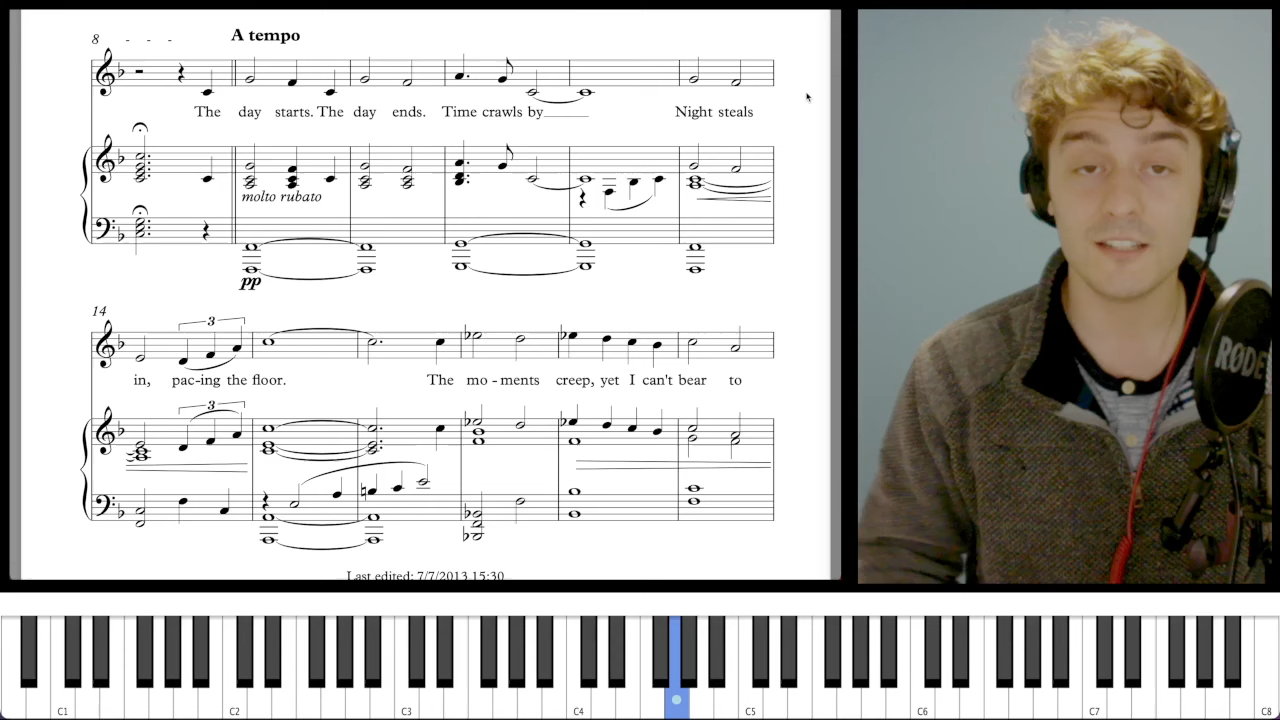 8 - - - A tempo
The day starts. The day ends. Time crawls by Night steals
molto rubato
pp
14
3
in, pac-ing the floor. The mo - ments creep, yet I can't bear to
3
Last edited: 7/7/2013 15:30
RØDE
C1 C2 C3 C4 C5 C6 C7 C8